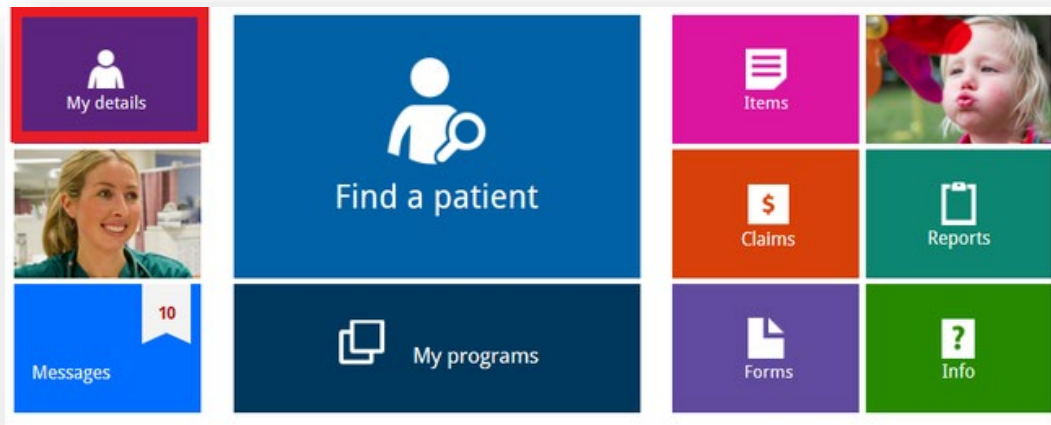 My details
Find a patient
Items
$
Claims
Reports
10
Messages
My programs
Forms
?
Info